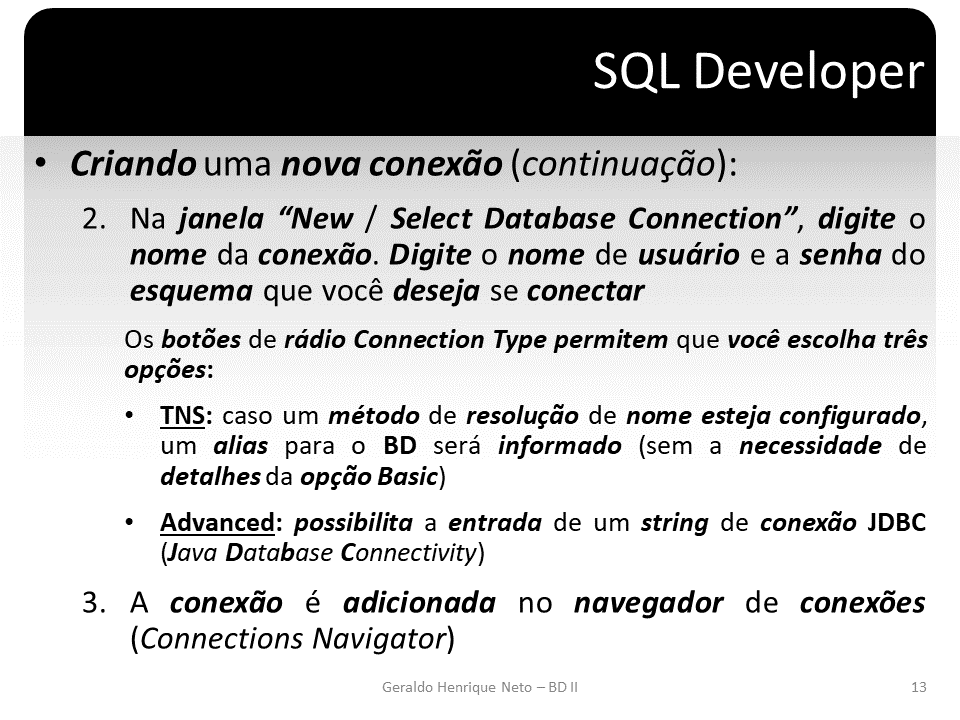 SQL Developer
• Criando uma nova conexão (continuação):
2. Na janela “New / Select Database Connection”, digite o
nome da conexão. Digite o nome de usuário e a senha do
esquema que você deseja se conectar
Os botões de rádio Connection Type permitem que você escolha três
opções:
• TNS: caso um método de resolução de nome esteja configurado,
um alias para o BD será informado (sem a necessidade de
detalhes da opção Basic)
• Advanced: possibilita a entrada de um string de conexão JDBC
(Java Database Connectivity)
3. A conexão é adicionada no navegador de conexões
(Connections Navigator)
Geraldo Henrique Neto – BD II 13